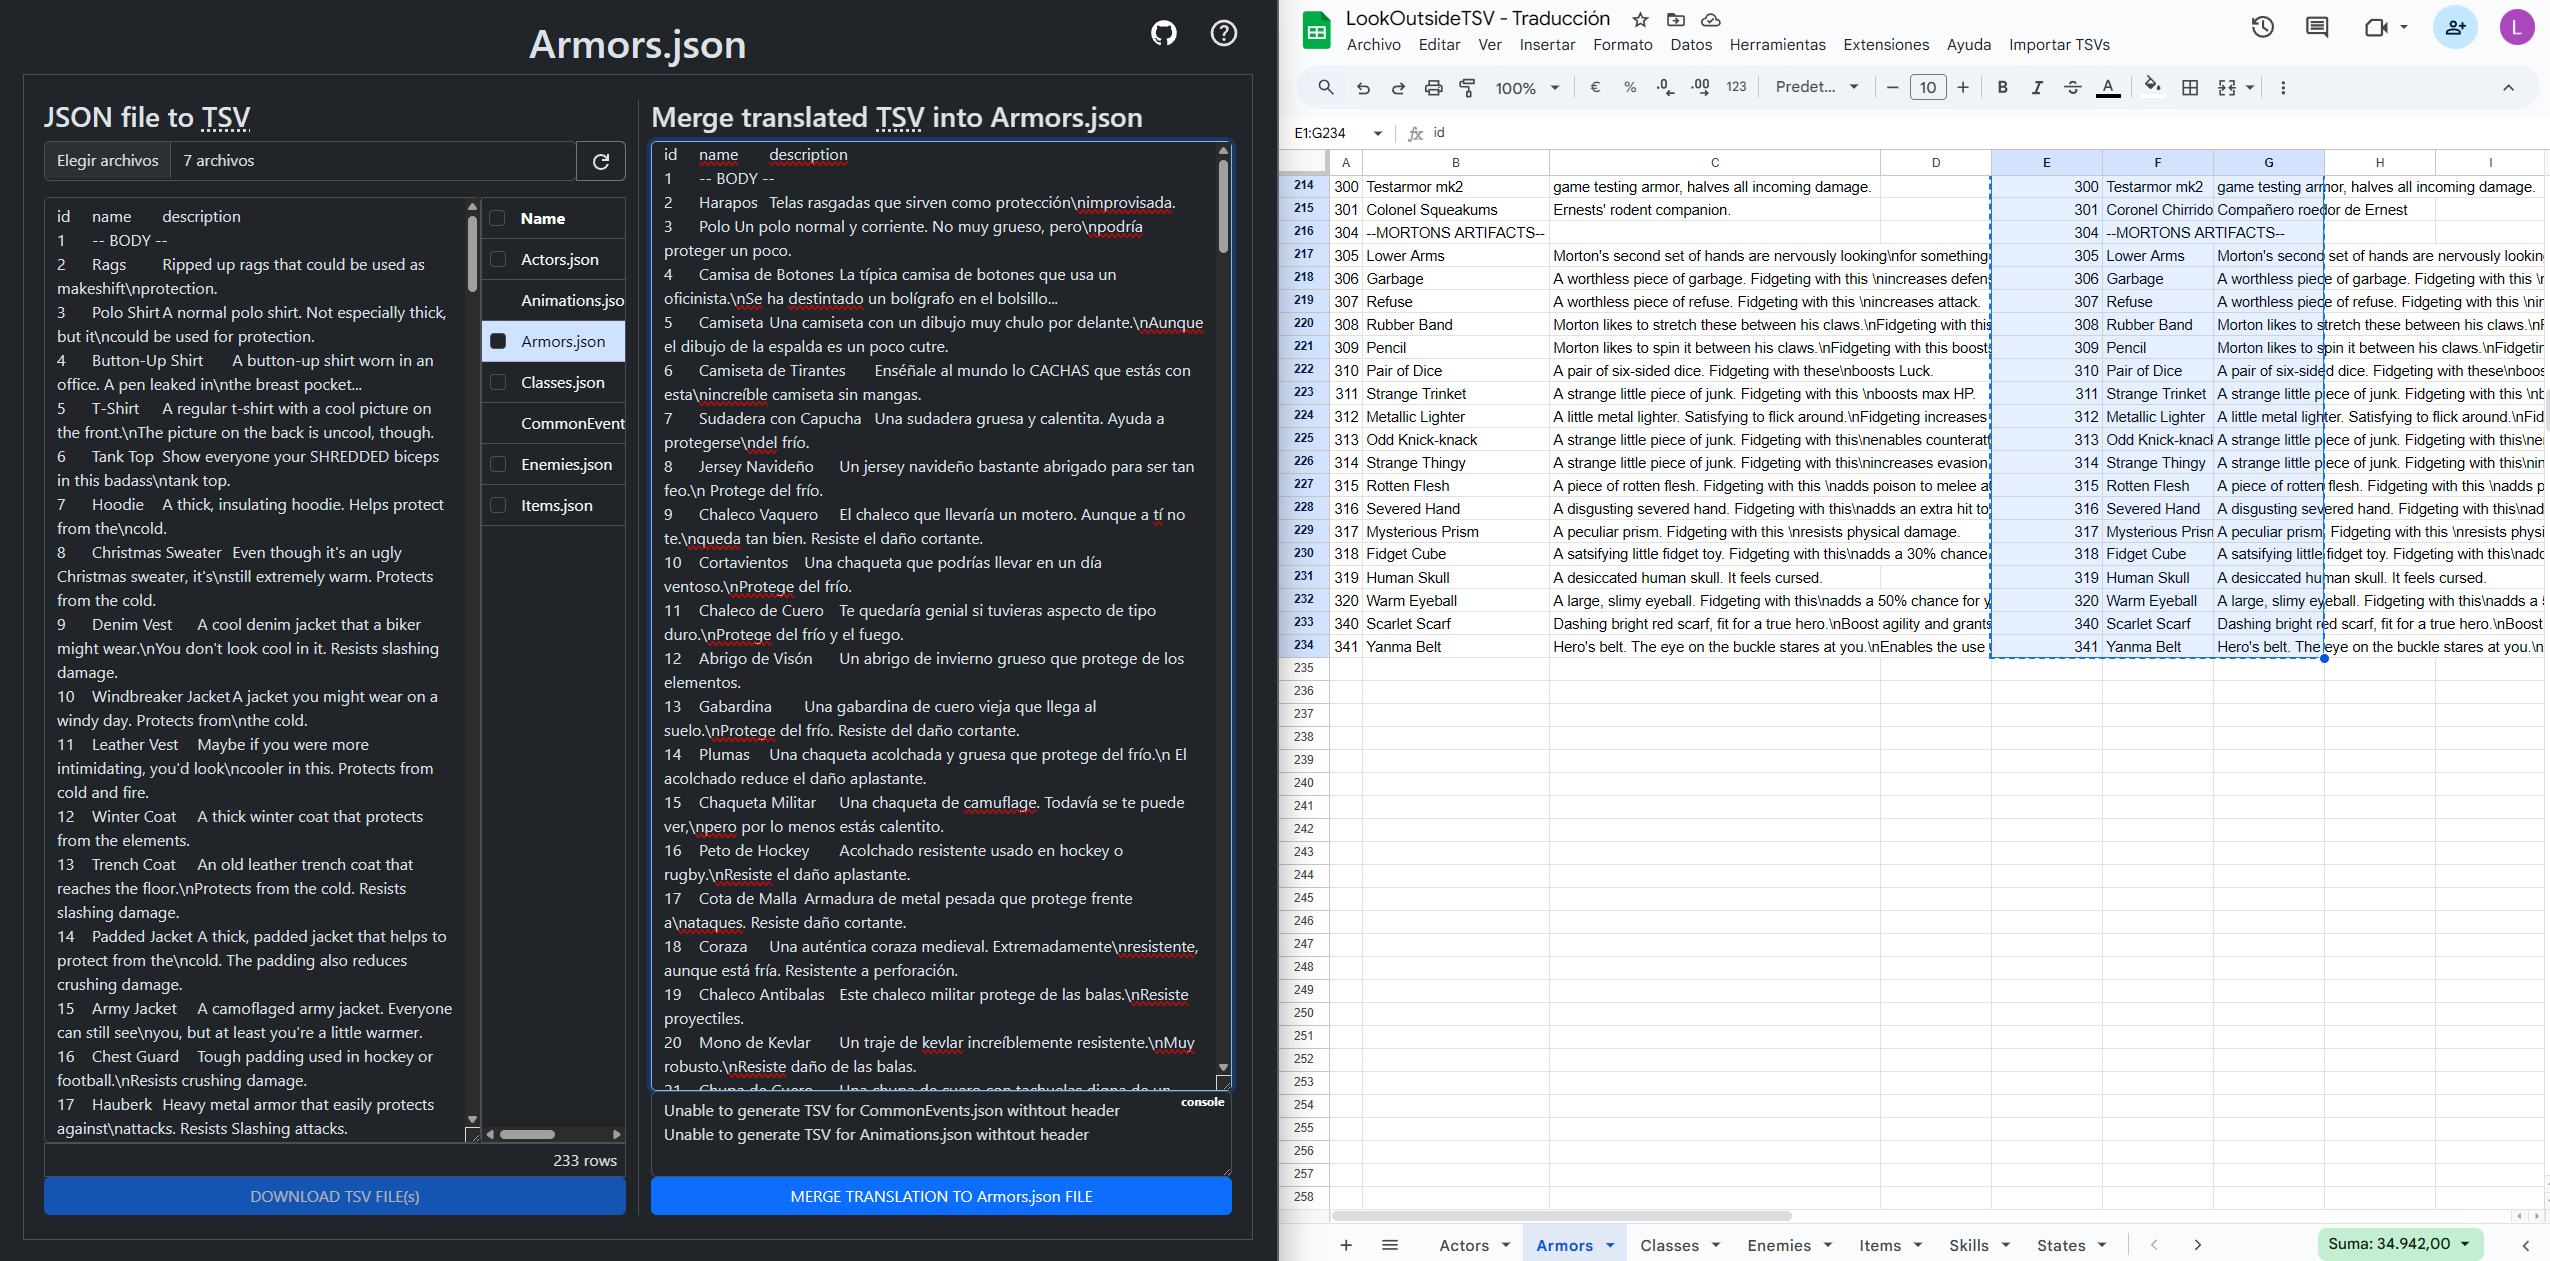 Armors.json
JSON file to TSV
Elegir archivos 7 archivos
id name description
1 -- BODY --
2 Rags Ripped up rags that could be used as
makeshift\nprotection.
3 Polo Shirt A normal polo shirt. Not especially thick,
but it\ncould be used for protection.
4 Button-Up Shirt A button-up shirt worn in an
office. A pen leaked in\nthe breast pocket...
5 T-Shirt A regular t-shirt with a cool picture on
the front.\nThe picture on the back is uncool, though.
6 Tank Top Show everyone your SHREDDED biceps
in this badass\ntank top.
7 Hoodie A thick, insulating hoodie. Helps protect
from the\ncold.
8 Christmas Sweater Even though it's an ugly
Christmas sweater, it's\nstill extremely warm. Protects
from the cold.
9 Denim Vest A cool denim jacket that a biker
might wear.\nYou don't look cool in it. Resists slashing
damage.
10 Windbreaker Jacket A jacket you might wear on a
windy day. Protects from\nthe cold.
11 Leather Vest Maybe if you were more
intimidating, you'd look\ncooler in this. Protects from
cold and fire.
12 Winter Coat A thick winter coat that protects
from the elements.
13 Trench Coat An old leather trench coat that
reaches the floor.\nProtects from the cold. Resists
slashing damage.
14 Padded Jacket A thick, padded jacket that helps to
protect from the\ncold. The padding also reduces
crushing damage.
15 Army Jacket A camoflaged army jacket. Everyone
can still see\nyou, but at least you're a little warmer.
16 Chest Guard Tough padding used in hockey or
football.\nResists crushing damage.
17 Hauberk Heavy metal armor that easily protects
against\nattacks. Resists Slashing attacks.
233 rows
DOWNLOAD TSV FILE(s)
Name
Actors.json
Animations.jso
Armors.json
Classes.json
CommonEvent
Enemies.json
Items.json
Merge translated TSV into Armors.json
id name description
1 -- BODY --
2 Harapos Telas rasgadas que sirven como protección\nimprovisada.
3 Polo Un polo normal y corriente. No muy grueso, pero\npodría
proteger un poco.
4 Camisa de Botones La típica camisa de botones que usa un
oficinista.\nSe ha destintado un bolígrafo en el bolsillo...
5 Camiseta Una camiseta con un dibujo muy chulo por delante.\nAunque
el dibujo de la espalda es un poco cutre.
6 Camiseta de Tirantes Enséñale al mundo lo CACHAS que estás con
esta\nincreíble camiseta sin mangas.
7 Sudadera con Capucha Una sudadera gruesa y calentita. Ayuda a
protegerse\ndel frío.
8 Jersey Navideño Un jersey navideño bastante abrigado para ser tan
feo.\n Protege del frío.
9 Chaleco Vaquero El chaleco que llevaría un motero. Aunque a tí no
te.\nqueda tan bien. Resiste el daño cortante.
10 Cortavientos Una chaqueta que podrías llevar en un día
ventoso.\nProtege del frío.
11 Chaleco de Cuero Te quedaría genial si tuvieras aspecto de tipo
duro.\nProtege del frío y el fuego.
12 Abrigo de Visón Un abrigo de invierno grueso que protege de los
elementos.
13 Gabardina Una gabardina de cuero vieja que llega al
suelo.\nProtege del frío. Resiste del daño cortante.
14 Plumas Una chaqueta acolchada y gruesa que protege del frío.\n El
acolchado reduce el daño aplastante.
15 Chaqueta Militar Una chaqueta de camuflage. Todavía se te puede
ver,\npero por lo menos estás calentito.
16 Peto de Hockey Acolchado resistente usado en hockey o
rugby.\nResiste el daño aplastante.
17 Cota de Malla Armadura de metal pesada que protege frente
a\nataques. Resiste daño cortante.
18 Coraza Una auténtica coraza medieval. Extremadamente\nresistente,
aunque está fría. Resistente a perforación.
19 Chaleco Antibalas Este chaleco militar protege de las balas.\nResiste
proyectiles.
20 Mono de Kevlar Un traje de kevlar increíblemente resistente.\nMuy
robusto.\nResiste daño de las balas.
21 Chupa de Cuero Una chupa de cuero con tachuelas digna de un
console
Unable to generate TSV for CommonEvents.json withtout header
Unable to generate TSV for Animations.json withtout header
MERGE TRANSLATION TO Armors.json FILE
LookOutsideTSV - Traducción
Archivo Editar Ver Insertar Formato Datos Herramientas Extensiones Ayuda Importar TSVs
L
100% € % .0 .00 123 Predet... − 10 + B I S A
E1:G234 fx id
A B C D E F G H I
214 300 Testarmor mk2 game testing armor, halves all incoming damage. 300 Testarmor mk2 game testing armor, halves all incoming damage.
215 301 Colonel Squeakums Ernests' rodent companion. 301 Coronel Chirrido Compañero roedor de Ernest
216 304 --MORTONS ARTIFACTS-- 304 --MORTONS ARTIFACTS--
217 305 Lower Arms Morton's second set of hands are nervously looking\nfor something 305 Lower Arms Morton's second set of hands are nervously lookin
218 306 Garbage A worthless piece of garbage. Fidgeting with this \nincreases defens 306 Garbage A worthless piece of garbage. Fidgeting with this \
219 307 Refuse A worthless piece of refuse. Fidgeting with this \nincreases attack. 307 Refuse A worthless piece of refuse. Fidgeting with this \nin
220 308 Rubber Band Morton likes to stretch these between his claws.\nFidgeting with this 308 Rubber Band Morton likes to stretch these between his claws.\nF
221 309 Pencil Morton likes to spin it between his claws.\nFidgeting with this boost 309 Pencil Morton likes to spin it between his claws.\nFidgetin
222 310 Pair of Dice A pair of six-sided dice. Fidgeting with these\nboosts Luck. 310 Pair of Dice A pair of six-sided dice. Fidgeting with these\nboos
223 311 Strange Trinket A strange little piece of junk. Fidgeting with this \nboosts max HP. 311 Strange Trinket A strange little piece of junk. Fidgeting with this \nb
224 312 Metallic Lighter A little metal lighter. Satisfying to flick around.\nFidgeting increases 312 Metallic Lighter A little metal lighter. Satisfying to flick around.\nFid
225 313 Odd Knick-knack A strange little piece of junk. Fidgeting with this\nenables counteratt 313 Odd Knick-knack A strange little piece of junk. Fidgeting with this\ne
226 314 Strange Thingy A strange little piece of junk. Fidgeting with this\nincreases evasion 314 Strange Thingy A strange little piece of junk. Fidgeting with this\nin
227 315 Rotten Flesh A piece of rotten flesh. Fidgeting with this \nadds poison to melee a 315 Rotten Flesh A piece of rotten flesh. Fidgeting with this \nadds p
228 316 Severed Hand A disgusting severed hand. Fidgeting with this\nadds an extra hit to 316 Severed Hand A disgusting severed hand. Fidgeting with this\nad
229 317 Mysterious Prism A peculiar prism. Fidgeting with this \nresists physical damage. 317 Mysterious Prism A peculiar prism. Fidgeting with this \nresists physi
230 318 Fidget Cube A satsifying little fidget toy. Fidgeting with this\nadds a 30% chance 318 Fidget Cube A satsifying little fidget toy. Fidgeting with this\nadd
231 319 Human Skull A desiccated human skull. It feels cursed. 319 Human Skull A desiccated human skull. It feels cursed.
232 320 Warm Eyeball A large, slimy eyeball. Fidgeting with this\nadds a 50% chance for y 320 Warm Eyeball A large, slimy eyeball. Fidgeting with this\nadds a
233 340 Scarlet Scarf Dashing bright red scarf, fit for a true hero.\nBoost agility and grants 340 Scarlet Scarf Dashing bright red scarf, fit for a true hero.\nBoost
234 341 Yanma Belt Hero's belt. The eye on the buckle stares at you.\nEnables the use 341 Yanma Belt Hero's belt. The eye on the buckle stares at you.\n
235
236
237
238
239
240
241
242
243
244
245
246
247
248
249
250
251
252
253
254
255
256
257
258
Actors Armors Classes Enemies Items Skills States
Suma: 34.942,00